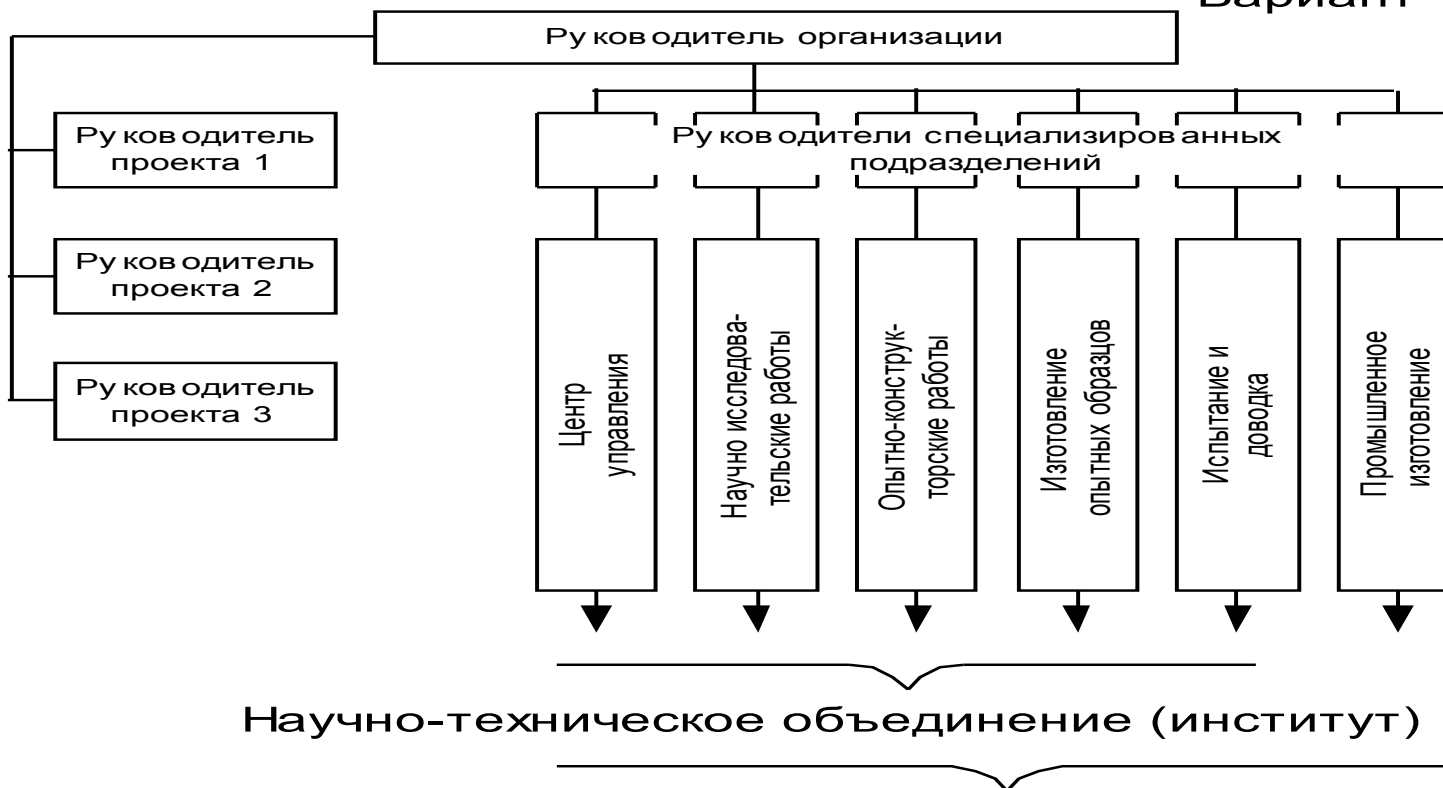 Вариант
Руководитель организации
Руководитель
проекта 1
Руководители специализированных
подразделений
Руководитель
проекта 2
Руководитель
проекта 3
Центр
управления
Научно исследова-
тельские работы
Опытно-конструк-
торские работы
Изготовление
опытных образцов
Испытание и
доводка
Промышленное
изготовление
Научно-техническое объединение (институт)